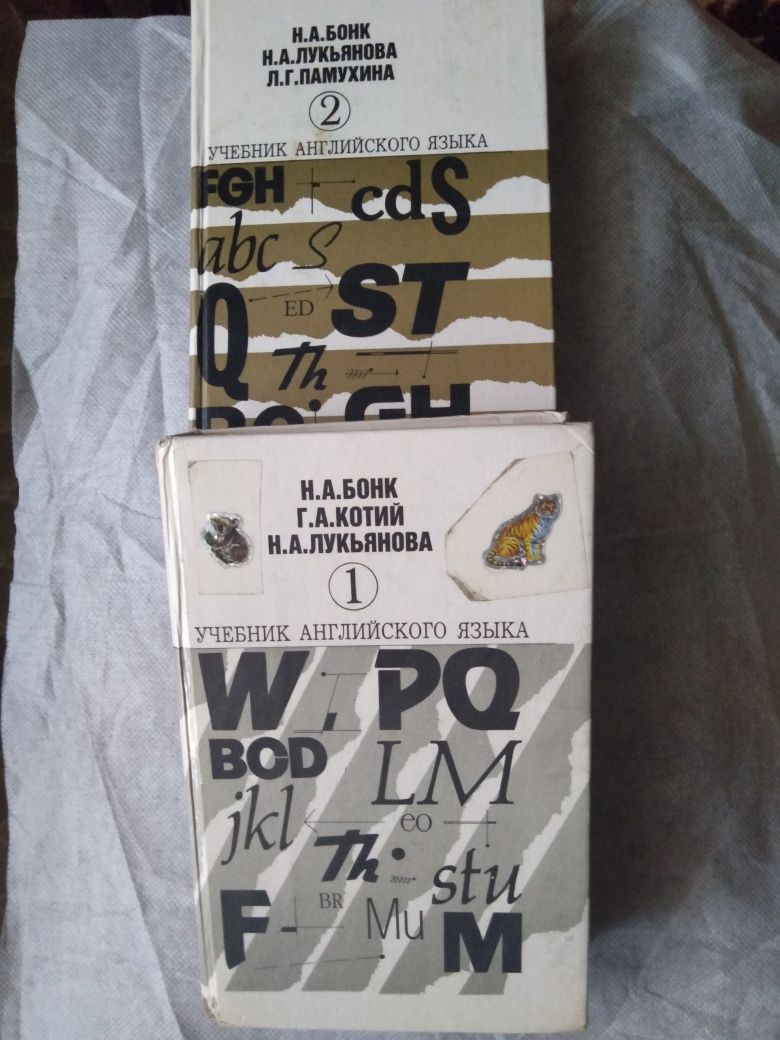 Н.А.БОНК
Н.А.ЛУКЬЯНОВА
Л.Г.ПАМУХИНА
2
УЧЕБНИК АНГЛИЙСКОГО ЯЗЫКА
FGH
cdS
abc S
Q
ED
ST
Th
GH
Н.А.БОНК
Г.А.КОТИЙ
Н.А.ЛУКЬЯНОВА
1
УЧЕБНИК АНГЛИЙСКОГО ЯЗЫКА
W PQ
BCD
LM
jkl
eo
Th
stu
BR
F
Mu
M